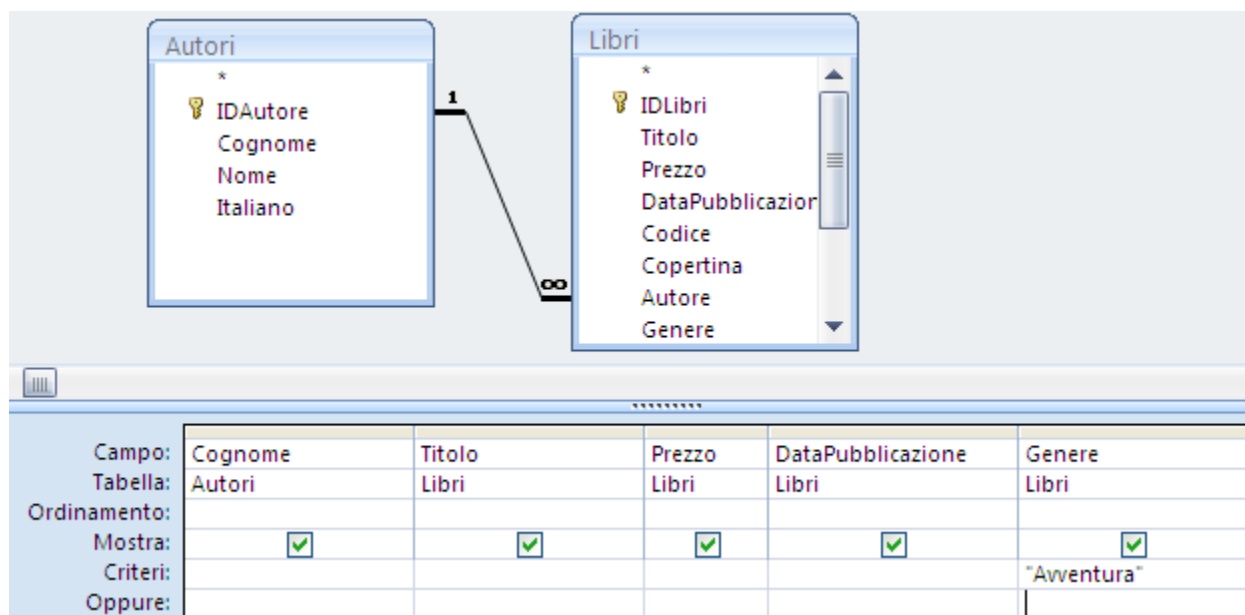 Autori
*
IDAutore
Cognome
Nome
Italiano
1
∞
Libri
*
IDLibri
Titolo
Prezzo
DataPubblicazior
Codice
Copertina
Autore
Genere
Campo: Cognome Titolo Prezzo DataPubblicazione Genere
Tabella: Autori Libri Libri Libri Libri
Ordinamento:
Mostra:
Criteri: "Avventura"
Oppure: